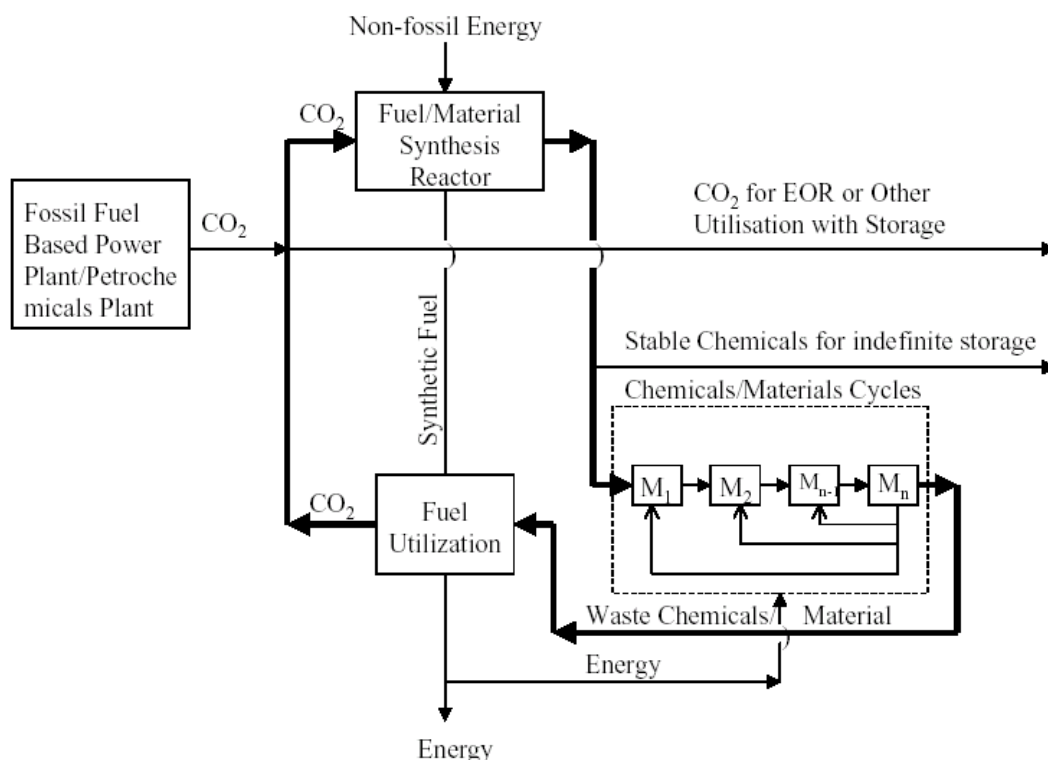 Non-fossil Energy
CO2
Fuel/Material
Synthesis
Reactor
Fossil Fuel
Based Power
Plant/Petroche
micals Plant
CO2
CO2 for EOR or Other
Utilisation with Storage
Synthetic Fuel
Stable Chemicals for indefinite storage
Chemicals/Materials Cycles
M1
M2
Mn-1
Mn
CO2
Fuel
Utilization
Waste Chemicals/ Material
Energy
Energy